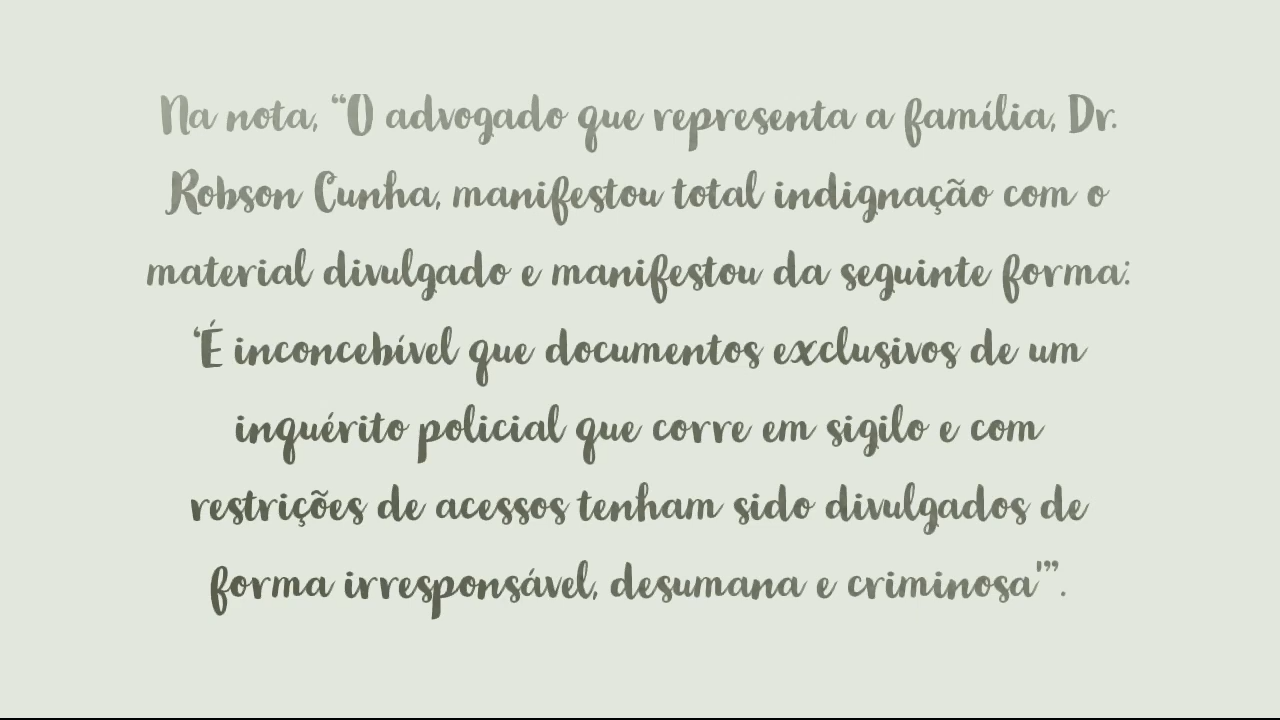 Na nota, “O advogado que representa a família, Dr.
Robson Cunha, manifestou total indignação com o
material divulgado e manifestou da seguinte forma:
‘É inconcebível que documentos exclusivos de um
inquérito policial que corre em sigilo e com
restrições de acessos tenham sido divulgados de
forma irresponsável, desumana e criminosa'”.